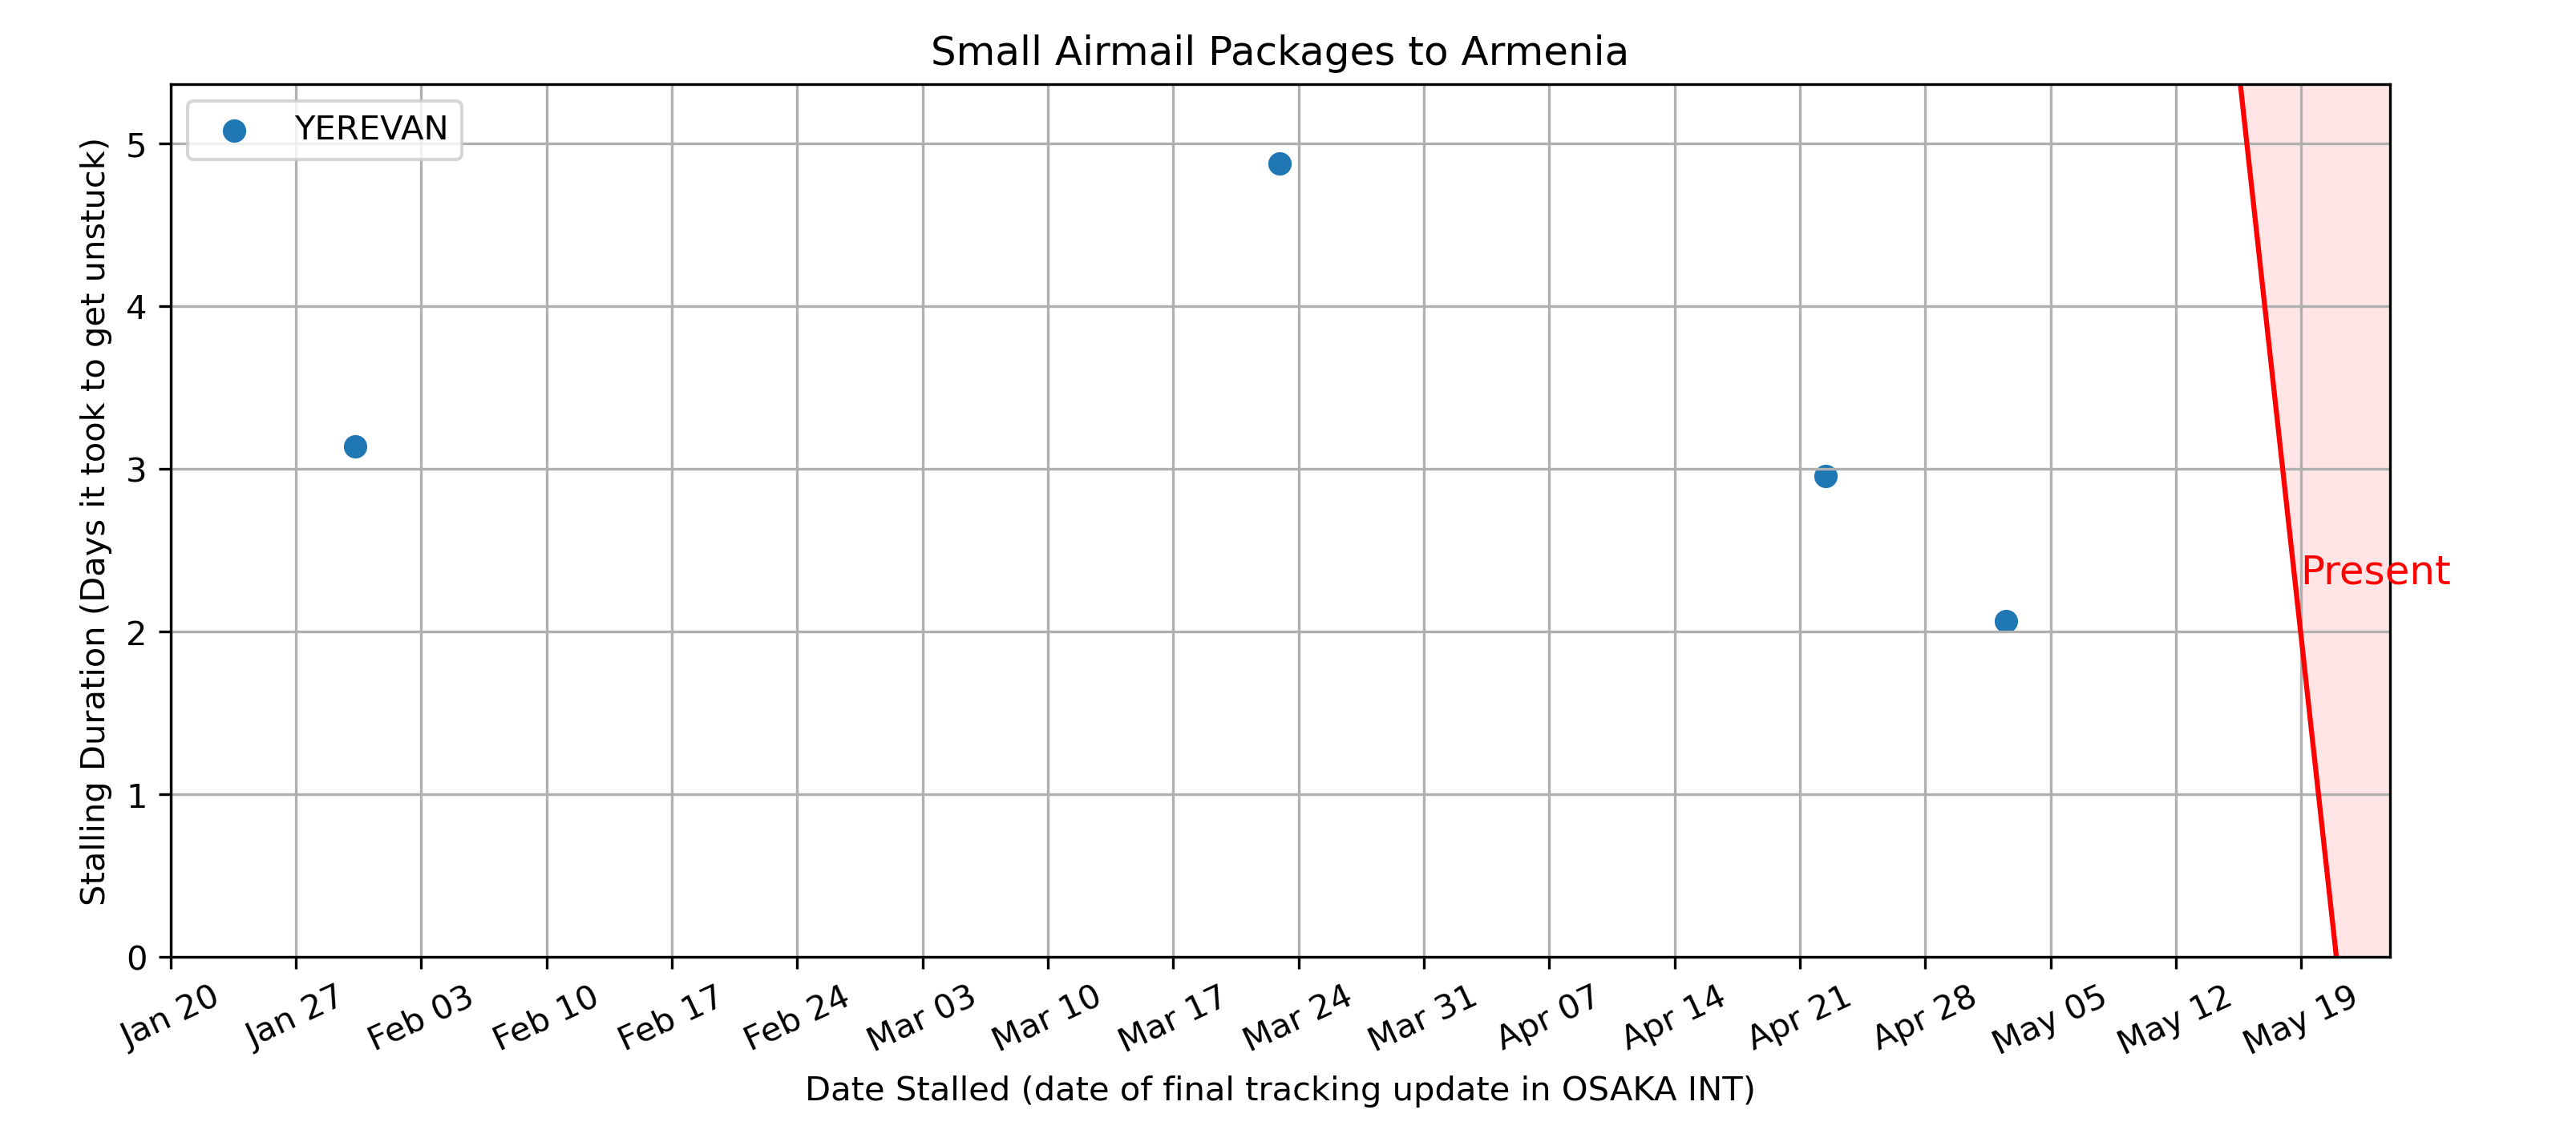 Small Airmail Packages to Armenia
YEREVAN
Stalling Duration (Days it took to get unstuck)
5
4
3
2
1
0
Present
Jan 20
Jan 27
Feb 03
Feb 10
Feb 17
Feb 24
Mar 03
Mar 10
Mar 17
Mar 24
Mar 31
Apr 07
Apr 14
Apr 21
Apr 28
May 05
May 12
May 19
Date Stalled (date of final tracking update in OSAKA INT)